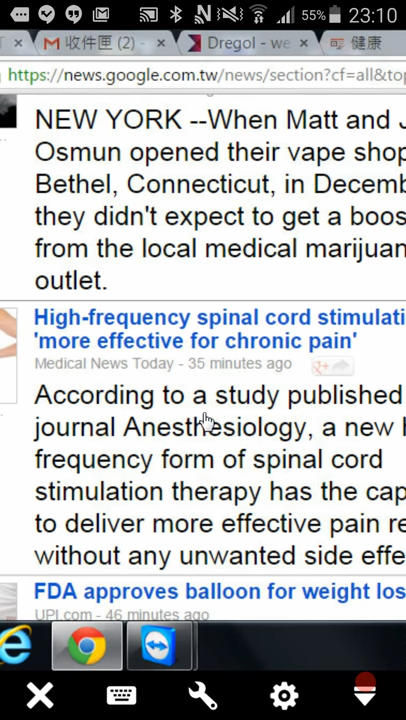 55% 23:10
收件匣 (2) -
Dregol - we
健康
https://news.google.com.tw/news/section?cf=all&top
NEW YORK --When Matt and J
Osmun opened their vape shop
Bethel, Connecticut, in Decemb
they didn't expect to get a boos
from the local medical marijuan
outlet.
High-frequency spinal cord stimulati
'more effective for chronic pain'
Medical News Today - 35 minutes ago
g+
According to a study published
journal Anesthesiology, a new h
frequency form of spinal cord
stimulation therapy has the cap
to deliver more effective pain re
without any unwanted side effe
FDA approves balloon for weight los
UPI.com - 46 minutes ago